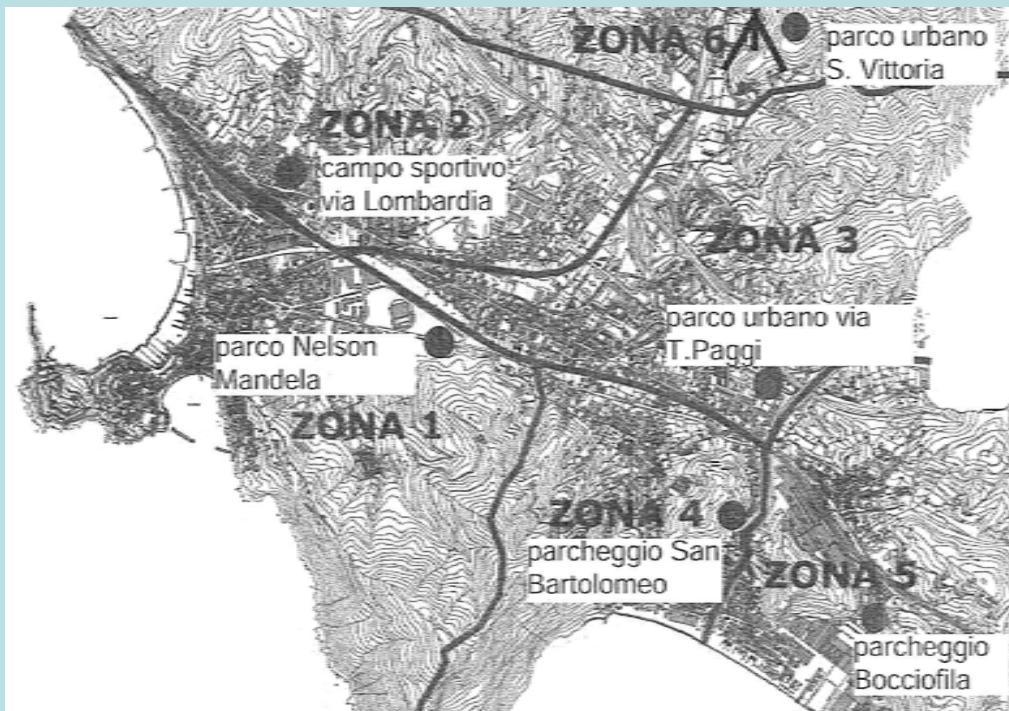 ZONA 6
parco urbano
S. Vittoria
ZONA 2
campo sportivo
via Lombardia
ZONA 3
parco urbano via
T.Paggi
parco Nelson
Mandela
ZONA 1
ZONA 4
parcheggio San
Bartolomeo
ZONA 5
parcheggio
Bocciofila